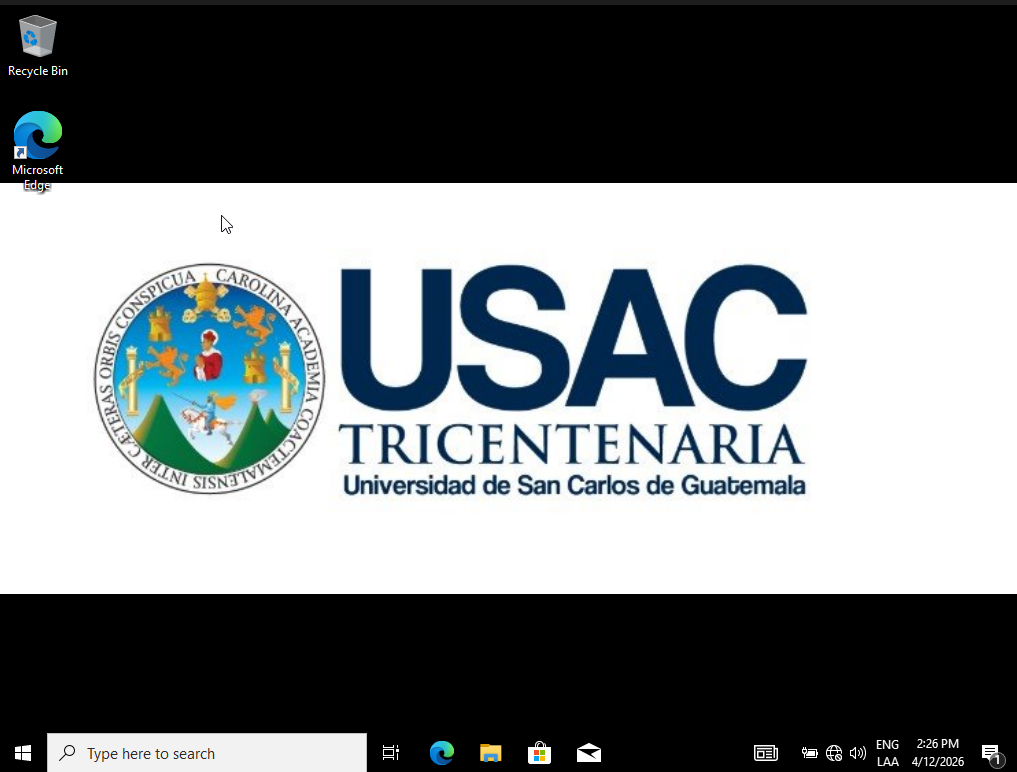 Recycle Bin
Microsoft
Edge
CAROLINA ACADEMIA COACTEMALENSIS INTER CÆTERAS ORBIS CONSPICUA
USAC
TRICENTENARIA
Universidad de San Carlos de Guatemala
Type here to search
ENG
LAA
2:26 PM
4/12/2026
1